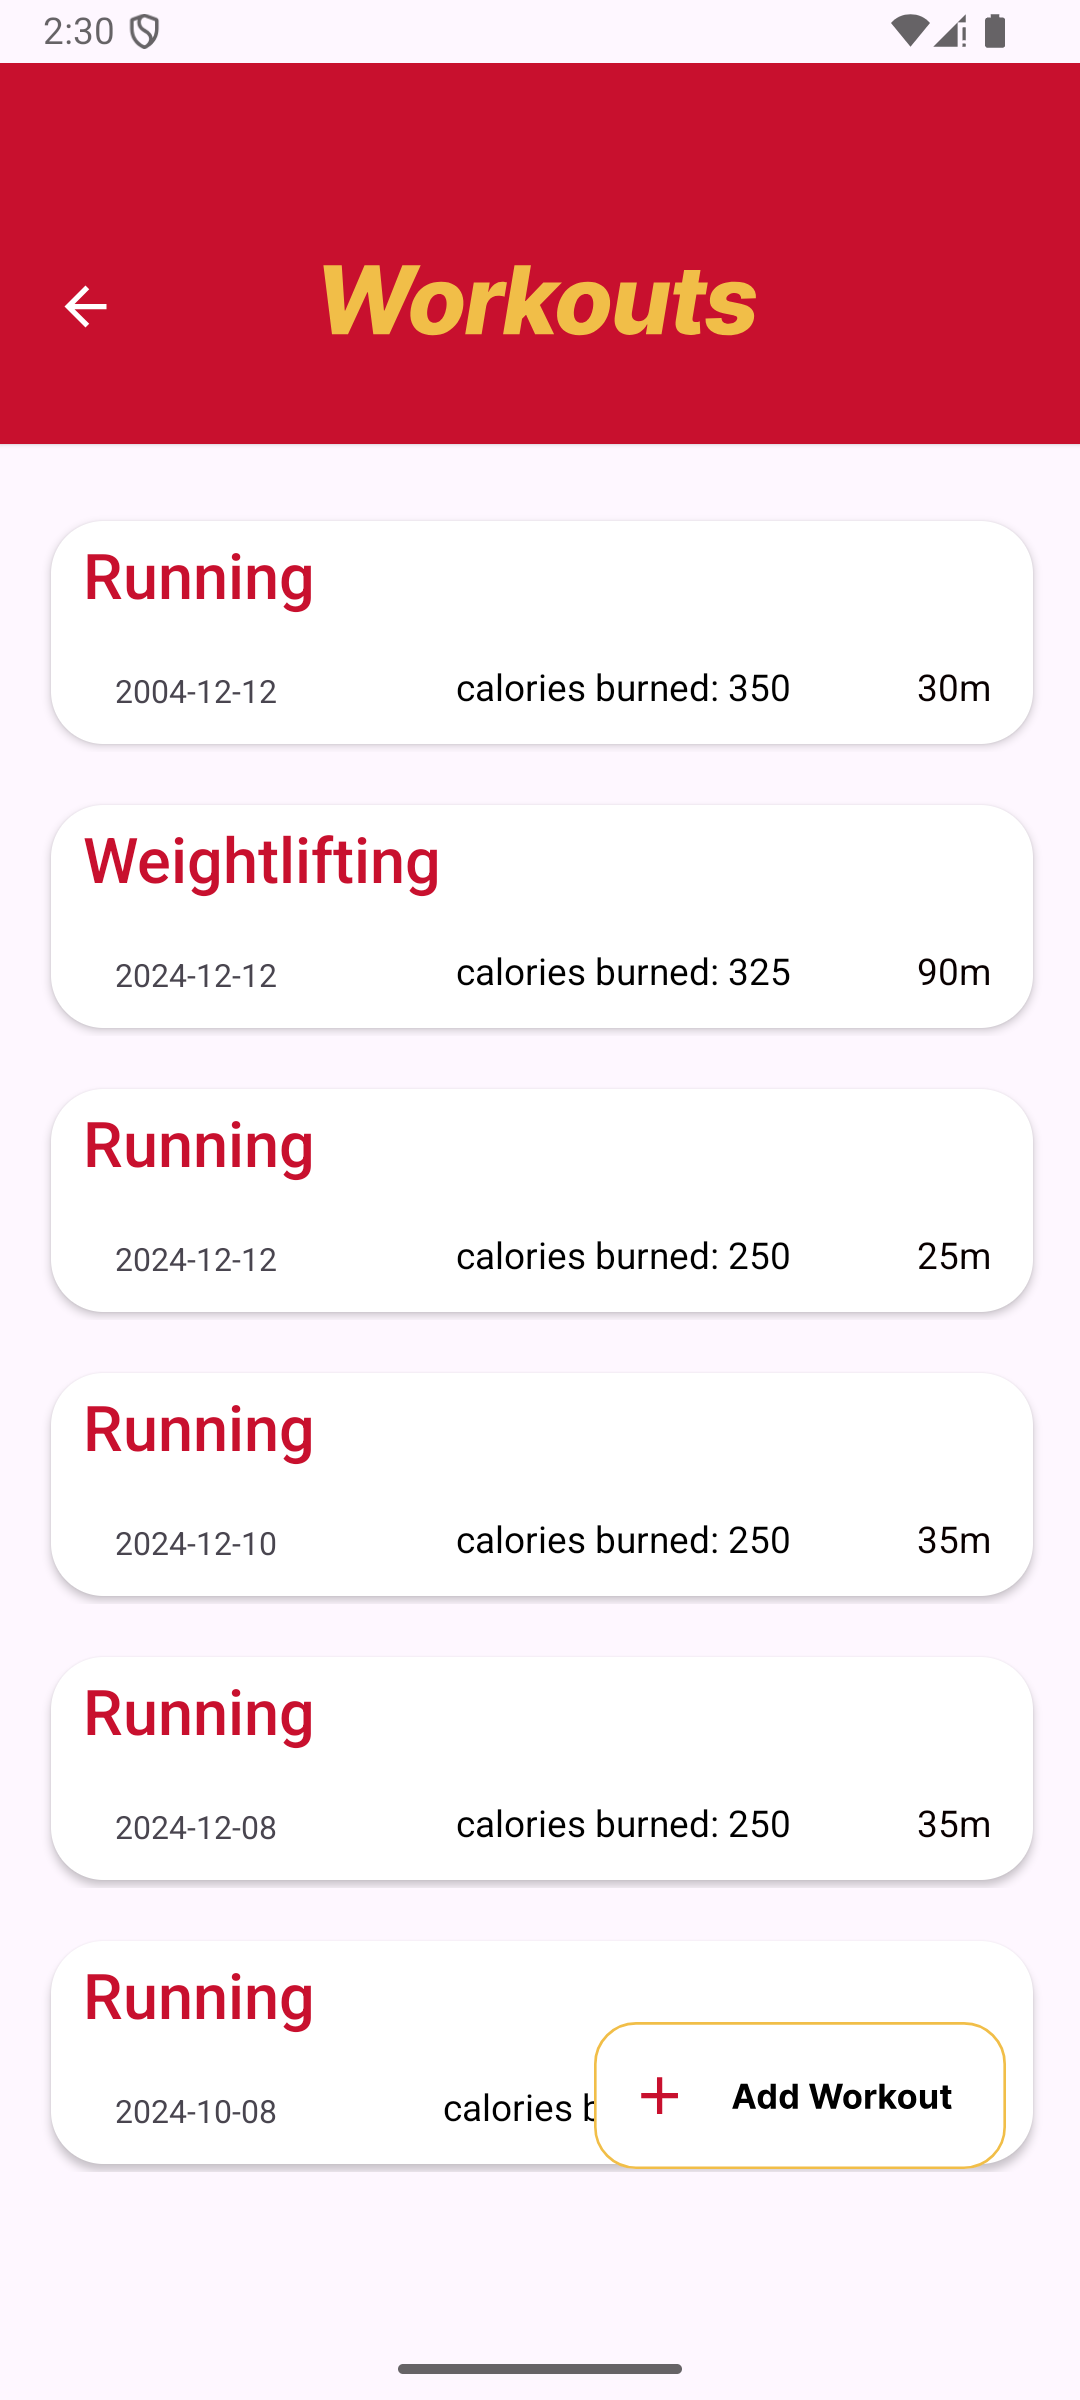 2:30
Workouts
Running
2004-12-12 calories burned: 350 30m
Weightlifting
2024-12-12 calories burned: 325 90m
Running
2024-12-12 calories burned: 250 25m
Running
2024-12-10 calories burned: 250 35m
Running
2024-12-08 calories burned: 250 35m
Running
2024-10-08 calories
Add Workout